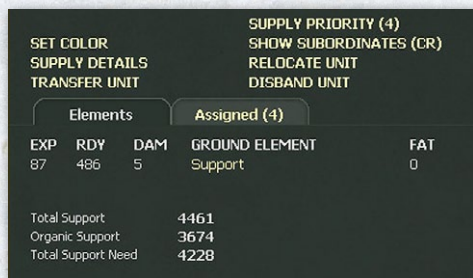 SUPPLY PRIORITY (4)
SET COLOR SHOW SUBORDINATES (CR)
SUPPLY DETAILS RELOCATE UNIT
TRANSFER UNIT DISBAND UNIT
Elements Assigned (4)
EXP RDY DAM GROUND ELEMENT FAT
87 486 5 Support 0
Total Support 4461
Organic Support 3674
Total Support Need 4228